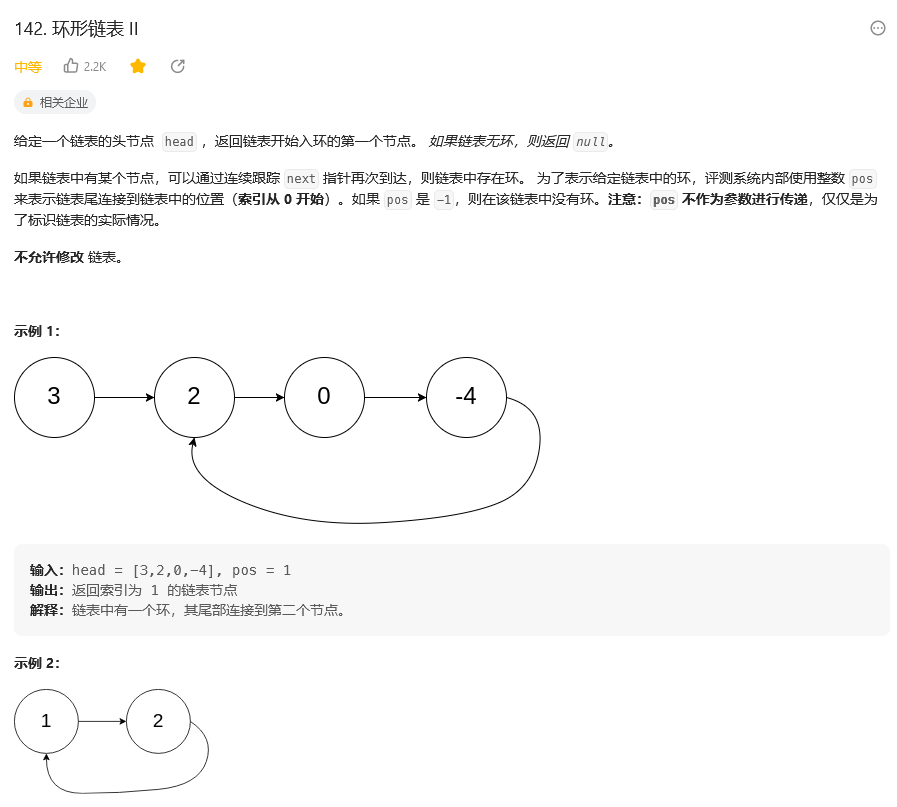 142. 环形链表 II
中等 2.2K
相关企业
给定一个链表的头节点 head ，返回链表开始入环的第一个节点。 如果链表无环，则返回 null。
如果链表中有某个节点，可以通过连续跟踪 next 指针再次到达，则链表中存在环。 为了表示给定链表中的环，评测系统内部使用整数 pos
来表示链表尾连接到链表中的位置（索引从 0 开始）。如果 pos 是 -1，则在该链表中没有环。注意：pos 不作为参数进行传递，仅仅是为
了标识链表的实际情况。
不允许修改 链表。
示例 1：
3 2 0 -4
输入：head = [3,2,0,-4], pos = 1
输出：返回索引为 1 的链表节点
解释：链表中有一个环，其尾部连接到第二个节点。
示例 2：
1 2